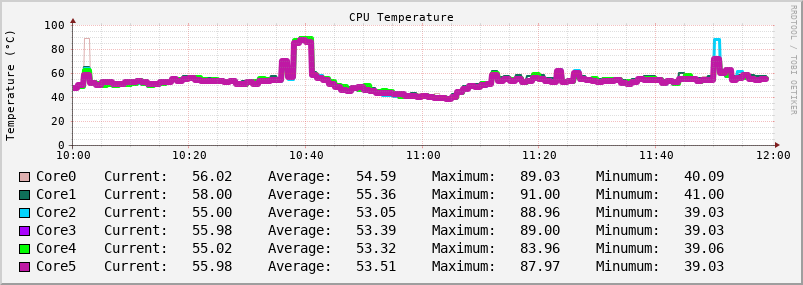 CPU Temperature
RRDTOOL / TOBI OETIKER
Temperature (°C)
100
80
60
40
20
0
10:00 10:20 10:40 11:00 11:20 11:40 12:00
Core0 Current: 56.02 Average: 54.59 Maximum: 89.03 Minumum: 40.09
Core1 Current: 58.00 Average: 55.36 Maximum: 91.00 Minumum: 41.00
Core2 Current: 55.00 Average: 53.05 Maximum: 88.96 Minumum: 39.03
Core3 Current: 55.98 Average: 53.39 Maximum: 89.00 Minumum: 39.03
Core4 Current: 55.02 Average: 53.32 Maximum: 83.96 Minumum: 39.06
Core5 Current: 55.98 Average: 53.51 Maximum: 87.97 Minumum: 39.03